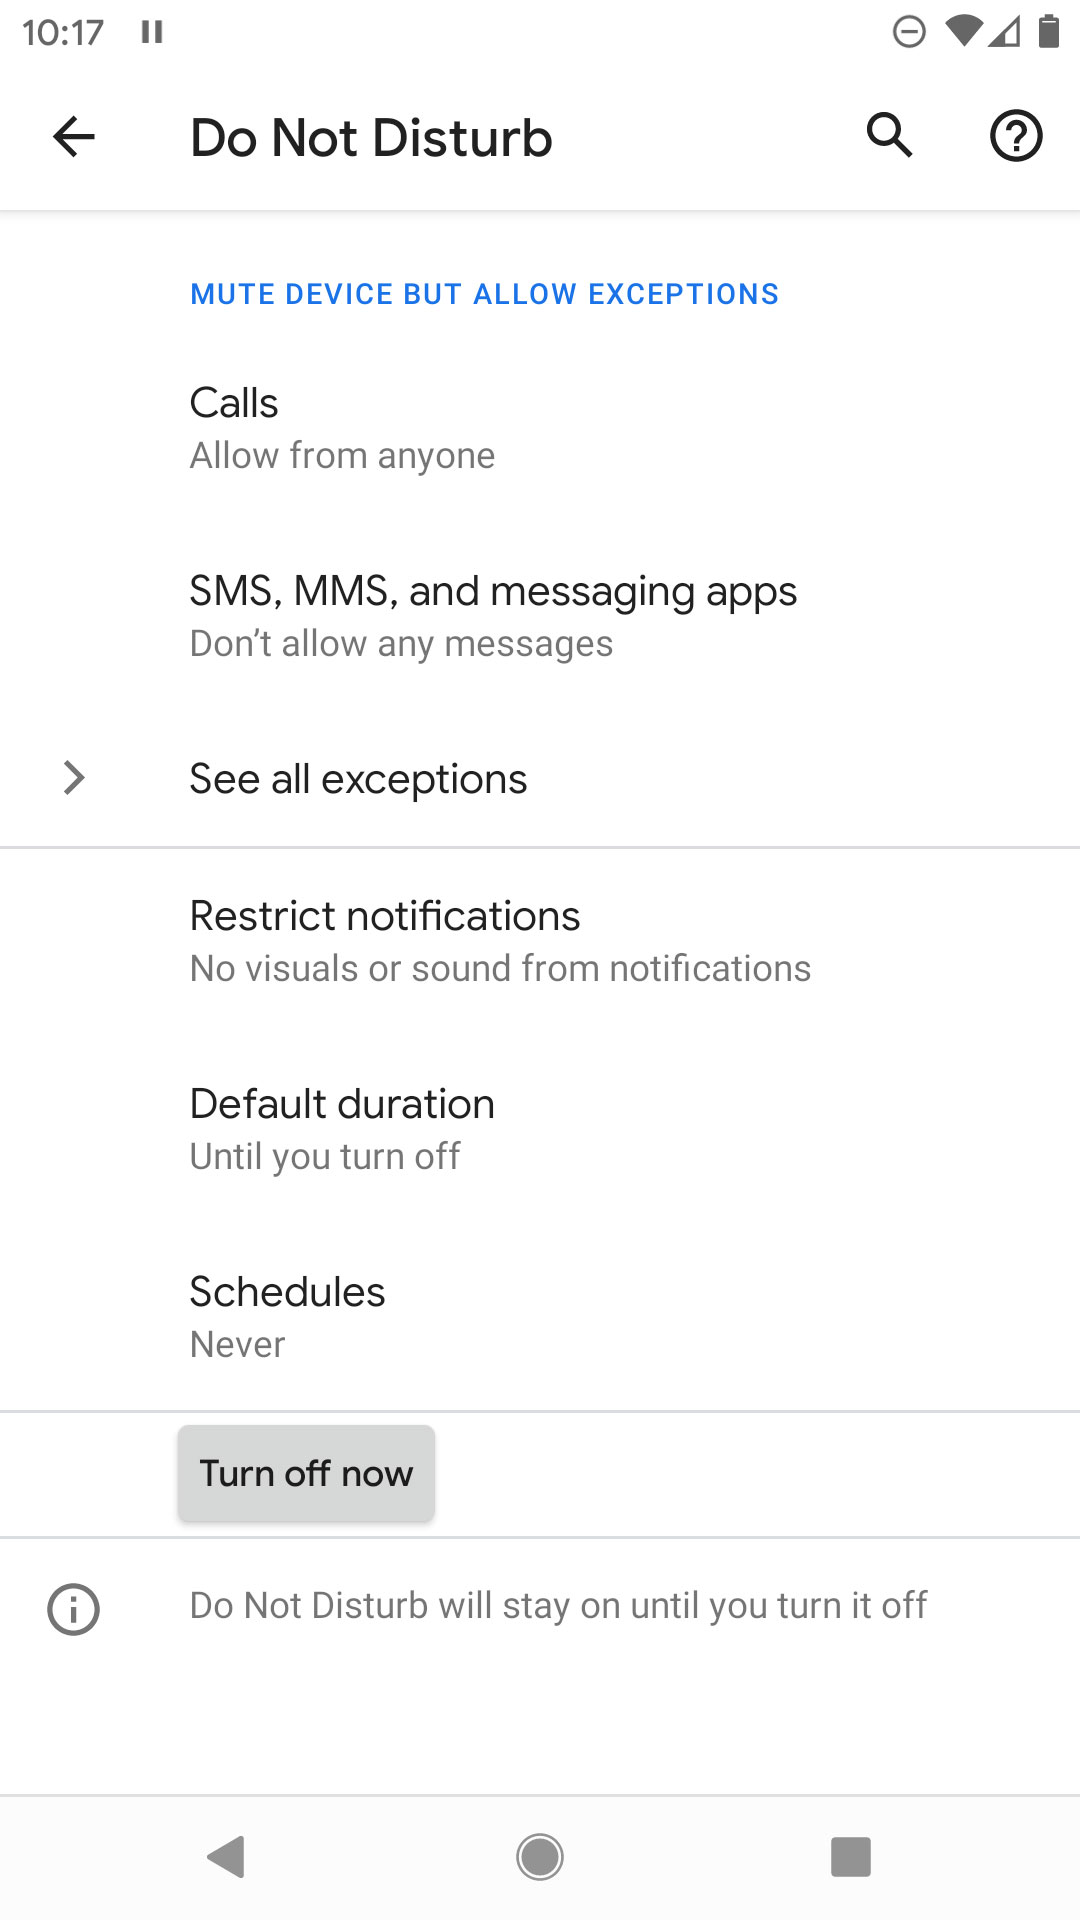 10:17
Do Not Disturb
MUTE DEVICE BUT ALLOW EXCEPTIONS
Calls
Allow from anyone
SMS, MMS, and messaging apps
Don’t allow any messages
See all exceptions
Restrict notifications
No visuals or sound from notifications
Default duration
Until you turn off
Schedules
Never
Turn off now
Do Not Disturb will stay on until you turn it off